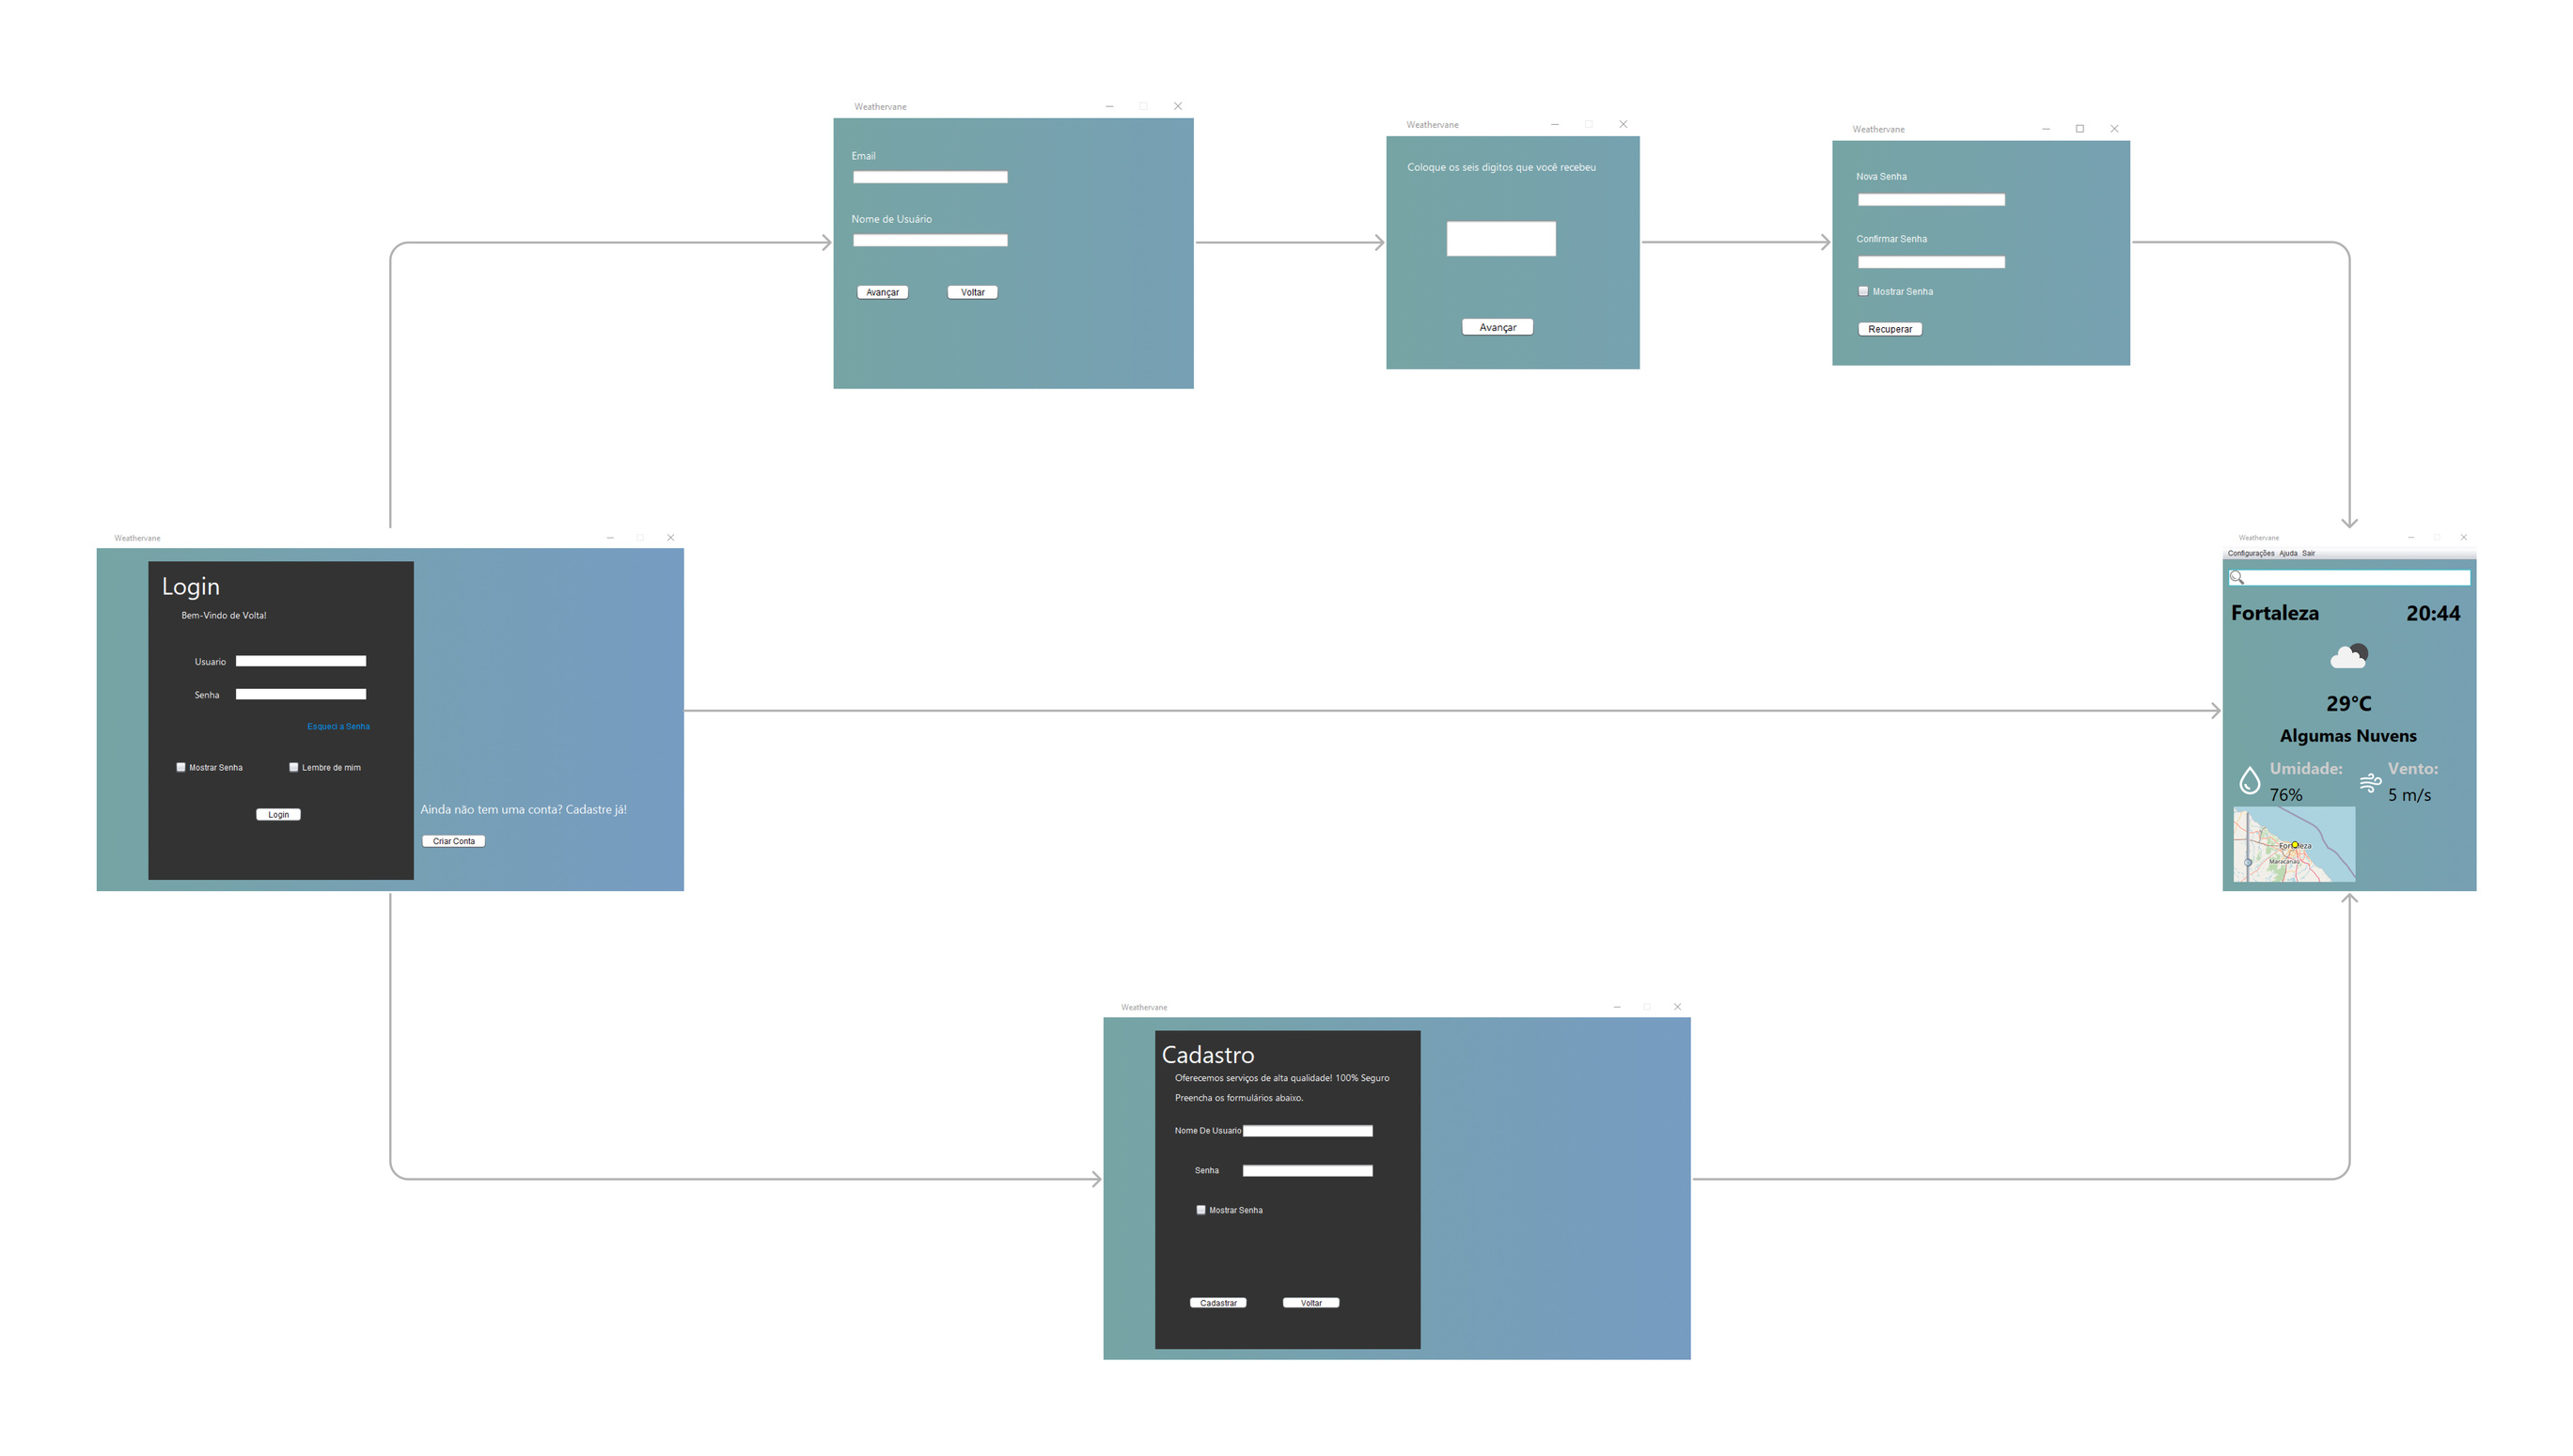 Weathervane
Email
Nome de Usuário
Avançar
Voltar
Weathervane
Coloque os seis digitos que você recebeu
Avançar
Weathervane
Nova Senha
Confirmar Senha
Mostrar Senha
Recuperar
Weathervane
Login
Bem-Vindo de Volta!
Usuario
Senha
Esqueci a Senha
Mostrar Senha
Lembre de mim
Login
Ainda não tem uma conta? Cadastre já!
Criar Conta
Weathervane
Configurações Ajuda Sair
Fortaleza 20:44
29°C
Algumas Nuvens
Umidade: Vento:
76% 5 m/s
Maracanaú
Weathervane
Cadastro
Oferecemos serviços de alta qualidade! 100% Seguro
Preencha os formulários abaixo.
Nome De Usuario
Senha
Mostrar Senha
Cadastrar
Voltar